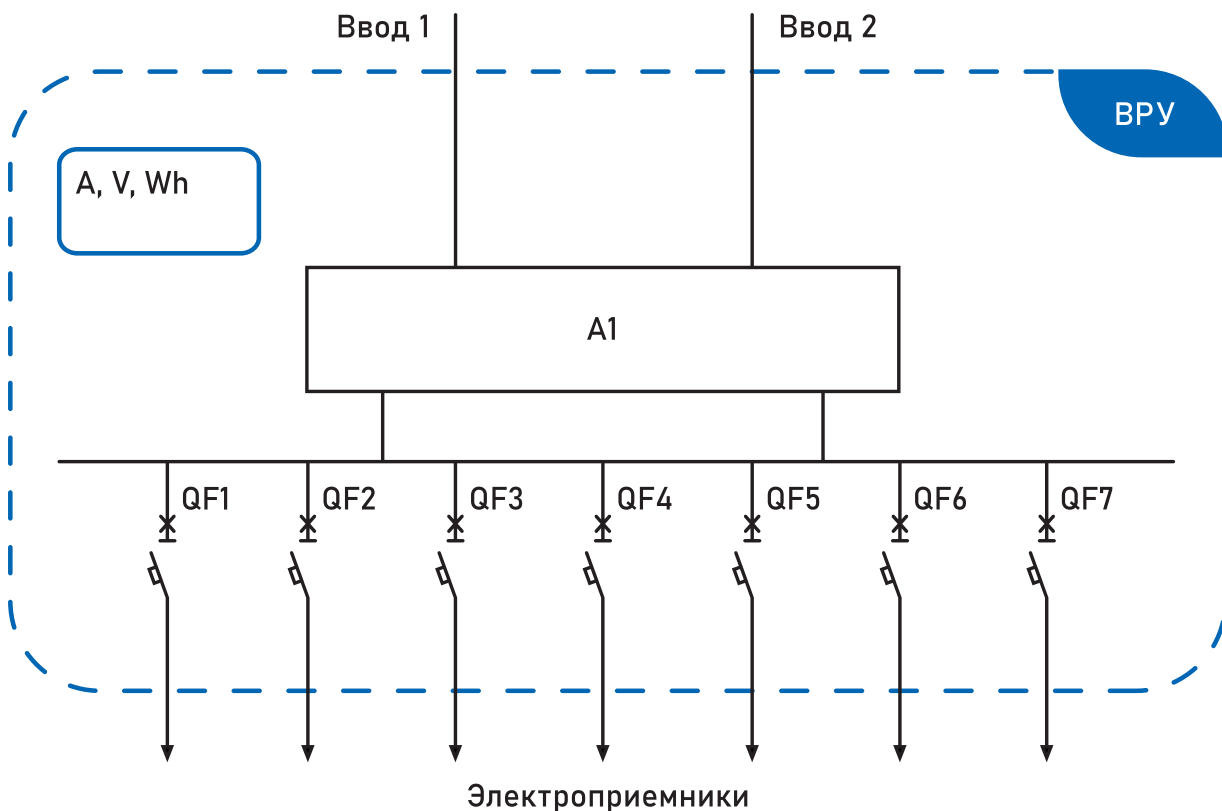 Ввод 1
Ввод 2
ВРУ
A, V, Wh
A1
QF1
QF2
QF3
QF4
QF5
QF6
QF7
Электроприемники